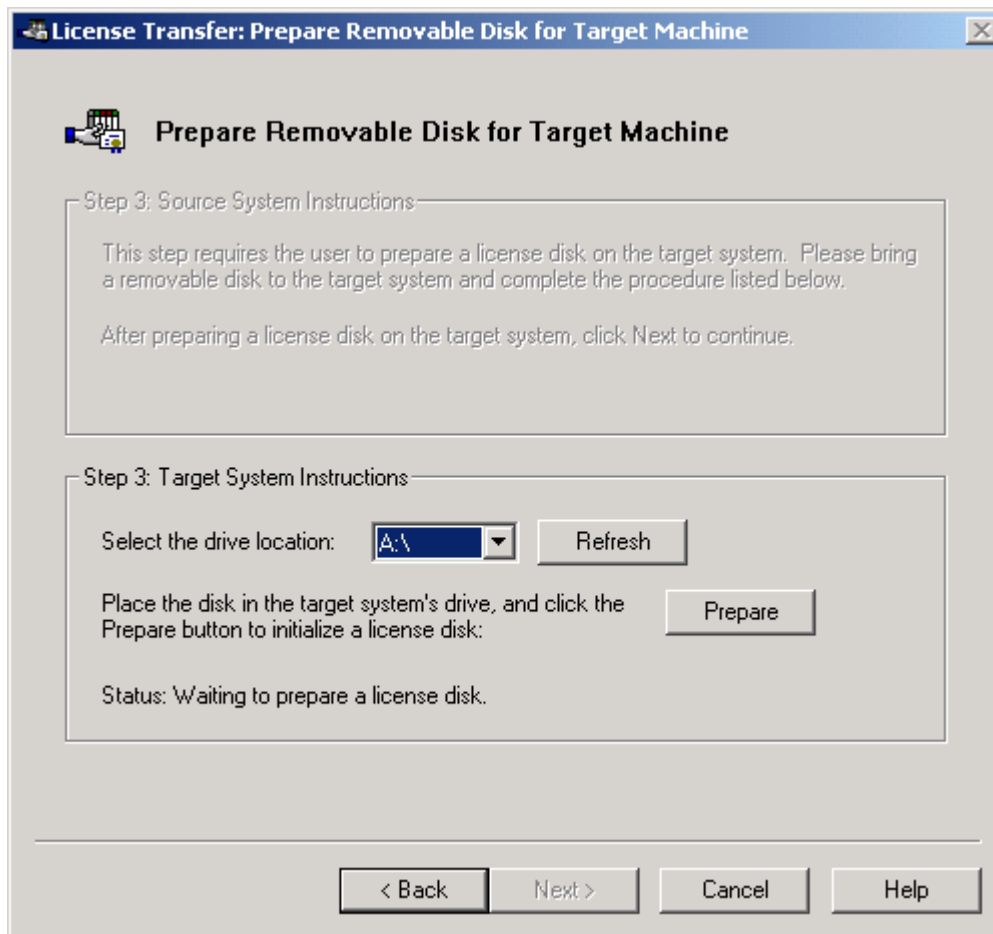 License Transfer: Prepare Removable Disk for Target Machine
Prepare Removable Disk for Target Machine
Step 3: Source System Instructions
This step requires the user to prepare a license disk on the target system.  Please bring
a removable disk to the target system and complete the procedure listed below.
After preparing a license disk on the target system, click Next to continue.
Step 3: Target System Instructions
Select the drive location: A:\ Refresh
Place the disk in the target system's drive, and click the
Prepare button to initialize a license disk:
Prepare
Status: Waiting to prepare a license disk.
< Back Next > Cancel Help